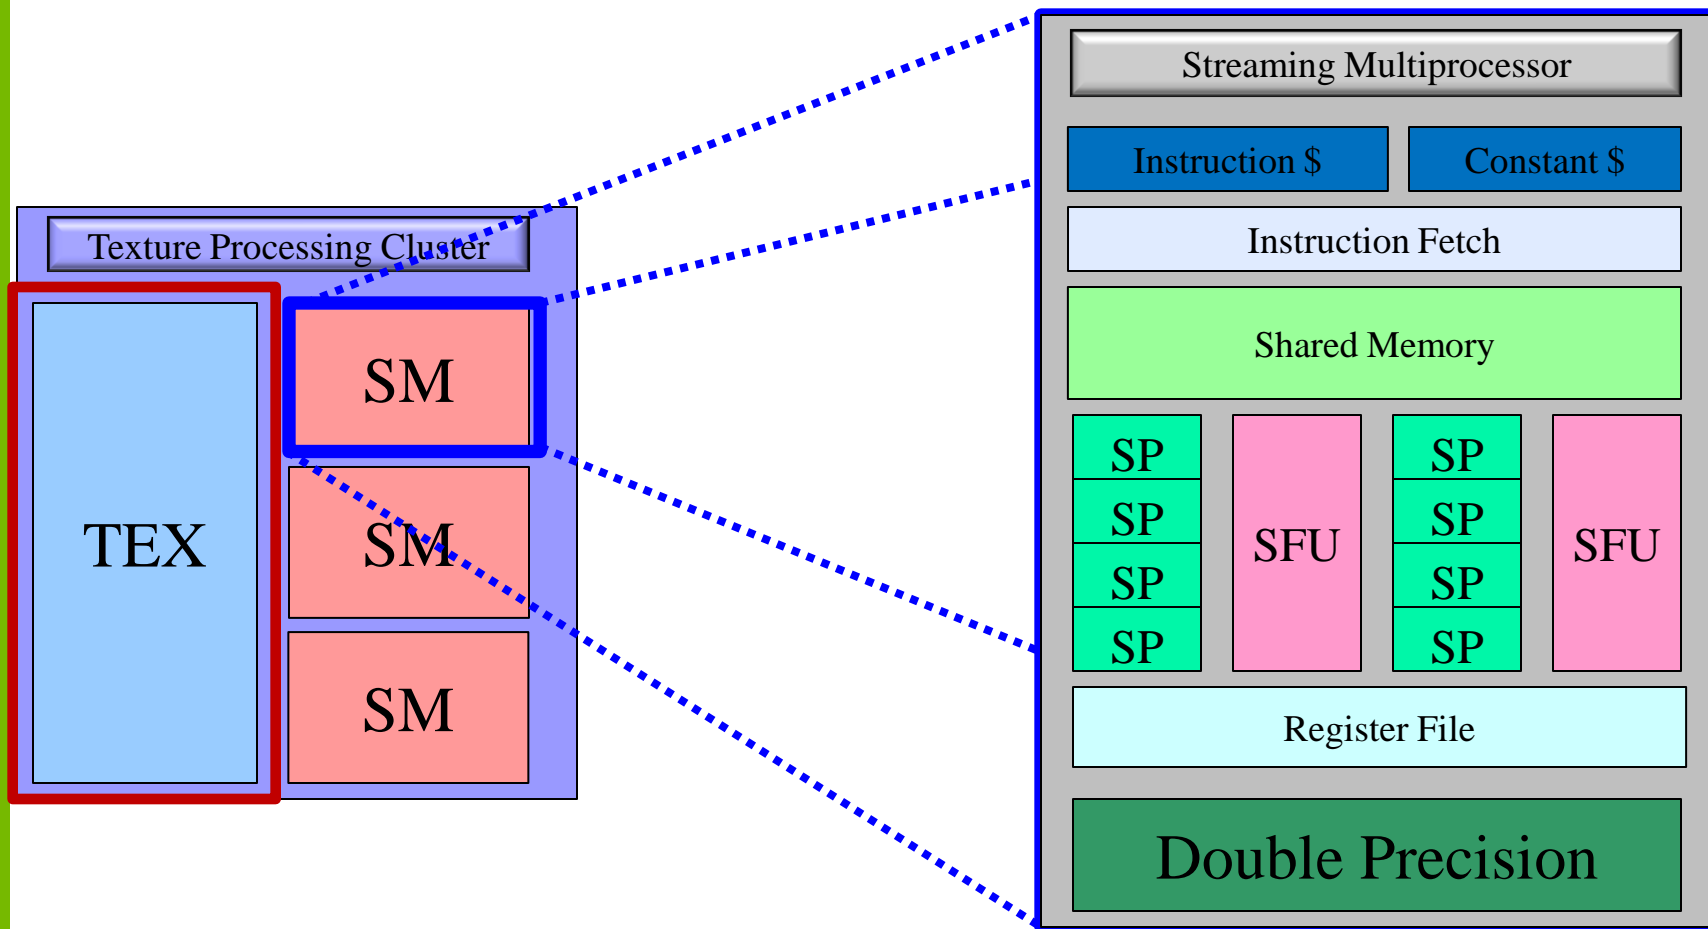 Texture Processing Cluster
TEX
SM
SM
SM
Streaming Multiprocessor
Instruction $
Constant $
Instruction Fetch
Shared Memory
SP
SP
SP
SP
SFU
SP
SP
SP
SP
SFU
Register File
Double Precision